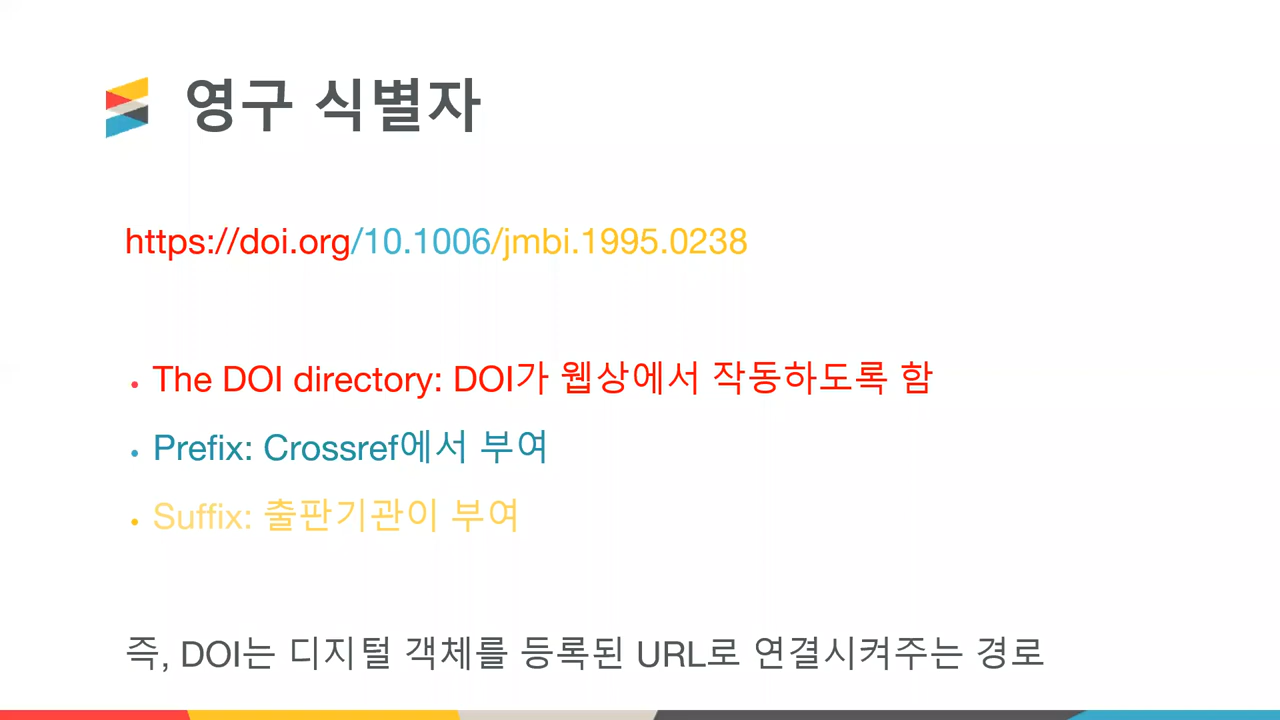 영구 식별자
https://doi.org/10.1006/jmbi.1995.0238
• The DOI directory: DOI가 웹상에서 작동하도록 함
• Prefix: Crossref에서 부여
• Suffix: 출판기관이 부여
즉, DOI는 디지털 객체를 등록된 URL로 연결시켜주는 경로